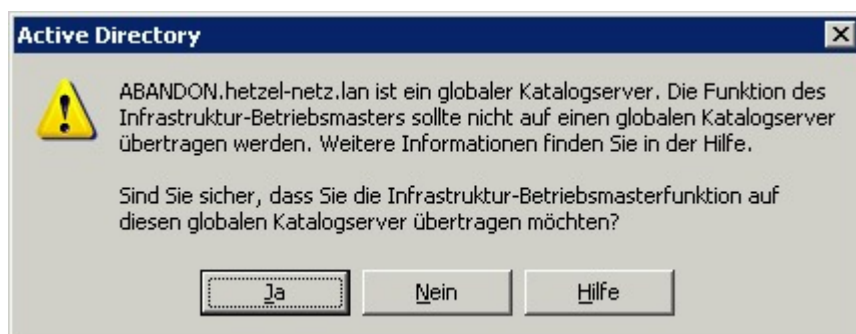 Active Directory
ABANDON.hetzel-netz.lan ist ein globaler Katalogserver. Die Funktion des
Infrastruktur-Betriebsmasters sollte nicht auf einen globalen Katalogserver
übertragen werden. Weitere Informationen finden Sie in der Hilfe.
Sind Sie sicher, dass Sie die Infrastruktur-Betriebsmasterfunktion auf
diesen globalen Katalogserver übertragen möchten?
Ja Nein Hilfe